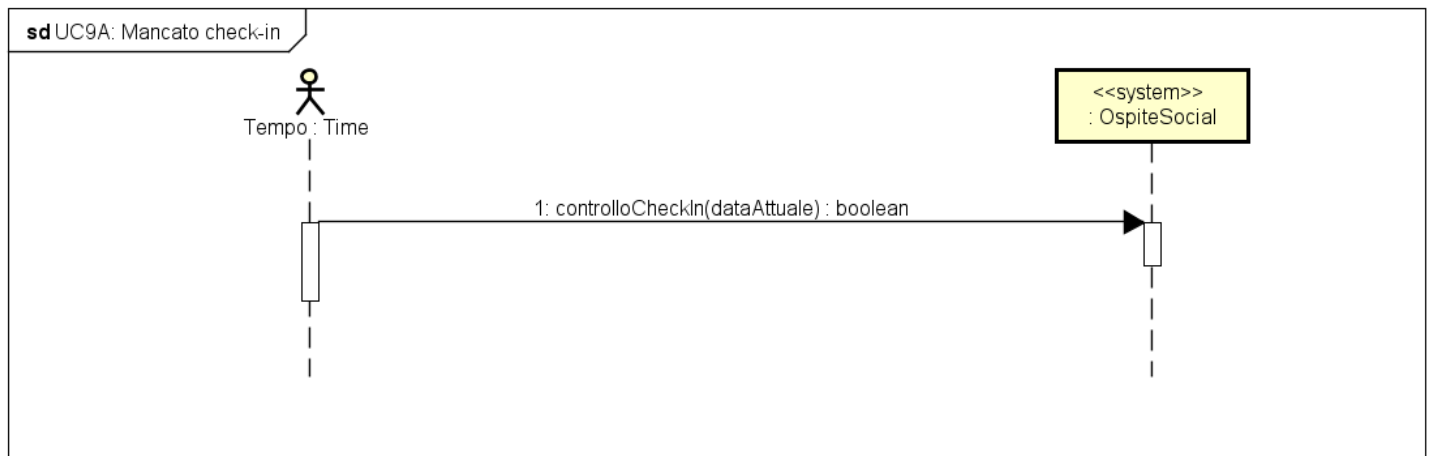 sd UC9A: Mancato check-in
Tempo : Time
<<system>>
: OspiteSocial
1: controlloCheckIn(dataAttuale) : boolean